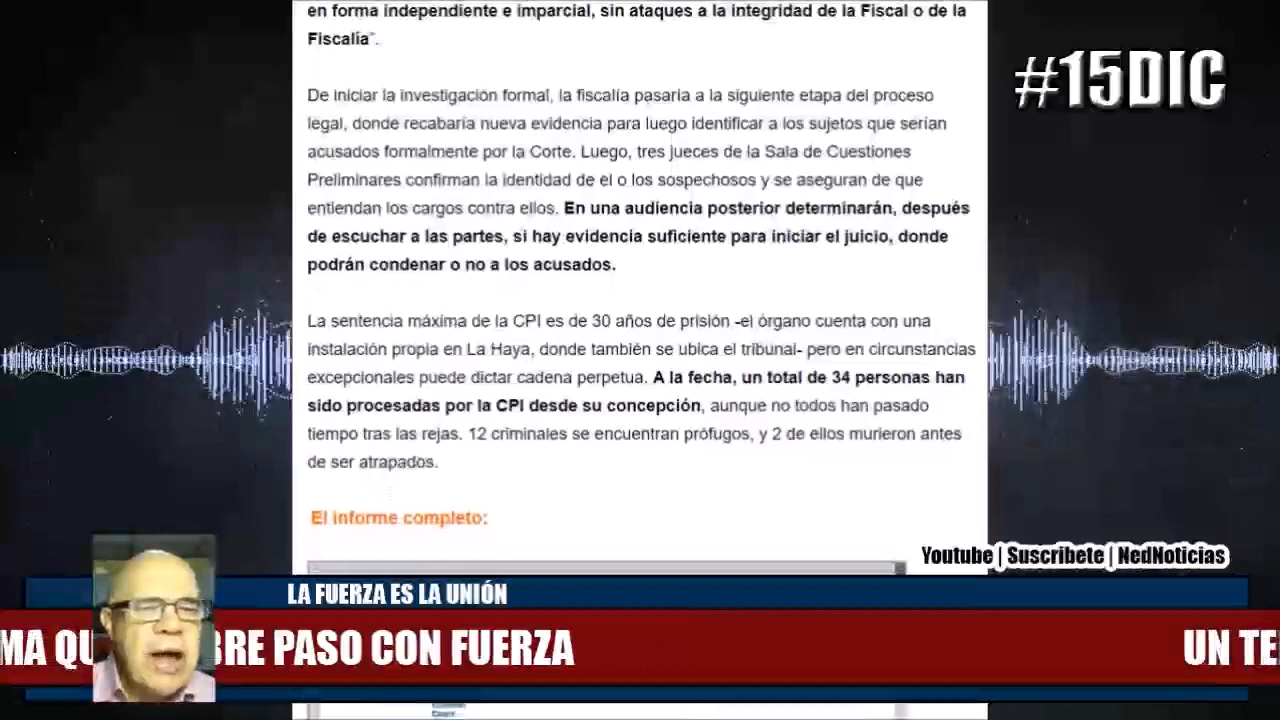 en forma independiente e imparcial, sin ataques a la integridad de la Fiscal o de la
Fiscalía".
#15DIC
De iniciar la investigación formal, la fiscalía pasaría a la siguiente etapa del proceso
legal, donde recabaría nueva evidencia para luego identificar a los sujetos que serían
acusados formalmente por la Corte. Luego, tres jueces de la Sala de Cuestiones
Preliminares confirman la identidad de el o los sospechosos y se aseguran de que
entiendan los cargos contra ellos. En una audiencia posterior determinarán, después
de escuchar a las partes, si hay evidencia suficiente para iniciar el juicio, donde
podrán condenar o no a los acusados.
La sentencia máxima de la CPI es de 30 años de prisión -el órgano cuenta con una
instalación propia en La Haya, donde también se ubica el tribunal- pero en circunstancias
excepcionales puede dictar cadena perpetua. A la fecha, un total de 34 personas han
sido procesadas por la CPI desde su concepción, aunque no todos han pasado
tiempo tras las rejas. 12 criminales se encuentran prófugos, y 2 de ellos murieron antes
de ser atrapados.
El informe completo:
Youtube | Suscribete | NedNoticias
LA FUERZA ES LA UNIÓN
MA QU BRE PASO CON FUERZA
UN TE